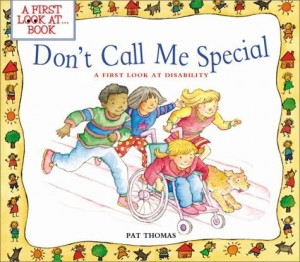 A FIRST
LOOK AT...
BOOK
Don't Call Me Special
A FIRST LOOK AT DISABILITY
PAT THOMAS